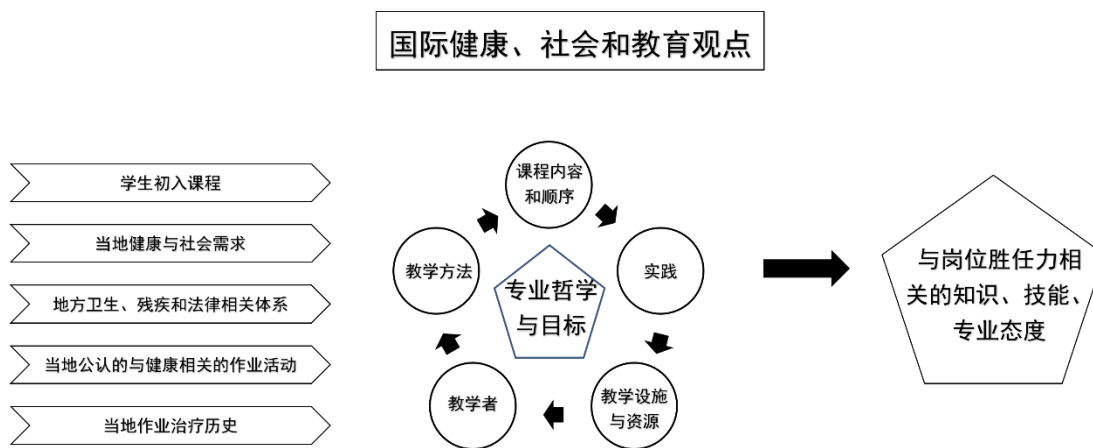 国际健康、社会和教育观点
学生初入课程
当地健康与社会需求
地方卫生、残疾和法律相关体系
当地公认的与健康相关的作业活动
当地作业治疗历史
课程内容
和顺序
实践
教学设施
与资源
教学者
教学方法
专业哲学
与目标
与岗位胜任力相
关的知识、技能、
专业态度